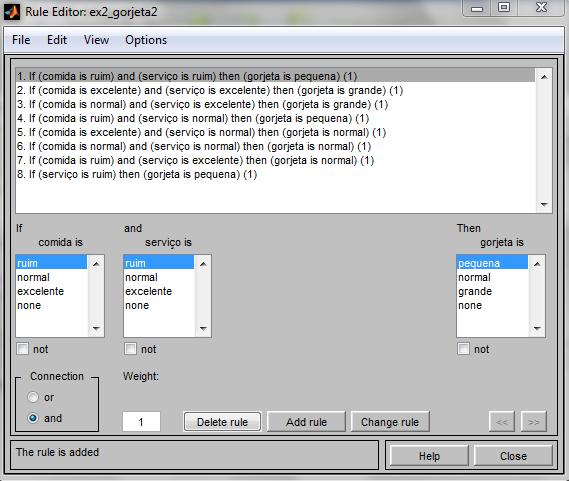 Rule Editor: ex2_gorjeta2
File Edit View Options
1. If (comida is ruim) and (serviço is ruim) then (gorjeta is pequena) (1)
2. If (comida is excelente) and (serviço is excelente) then (gorjeta is grande) (1)
3. If (comida is normal) and (serviço is excelente) then (gorjeta is grande) (1)
4. If (comida is ruim) and (serviço is normal) then (gorjeta is pequena) (1)
5. If (comida is excelente) and (serviço is normal) then (gorjeta is normal) (1)
6. If (comida is normal) and (serviço is normal) then (gorjeta is normal) (1)
7. If (comida is ruim) and (serviço is excelente) then (gorjeta is normal) (1)
8. If (serviço is ruim) then (gorjeta is pequena) (1)
If and Then
comida is serviço is gorjeta is
ruim ruim pequena
normal normal normal
excelente excelente grande
none none none
not not not
Connection Weight:
or
and 1 Delete rule Add rule Change rule << >>
The rule is added Help Close